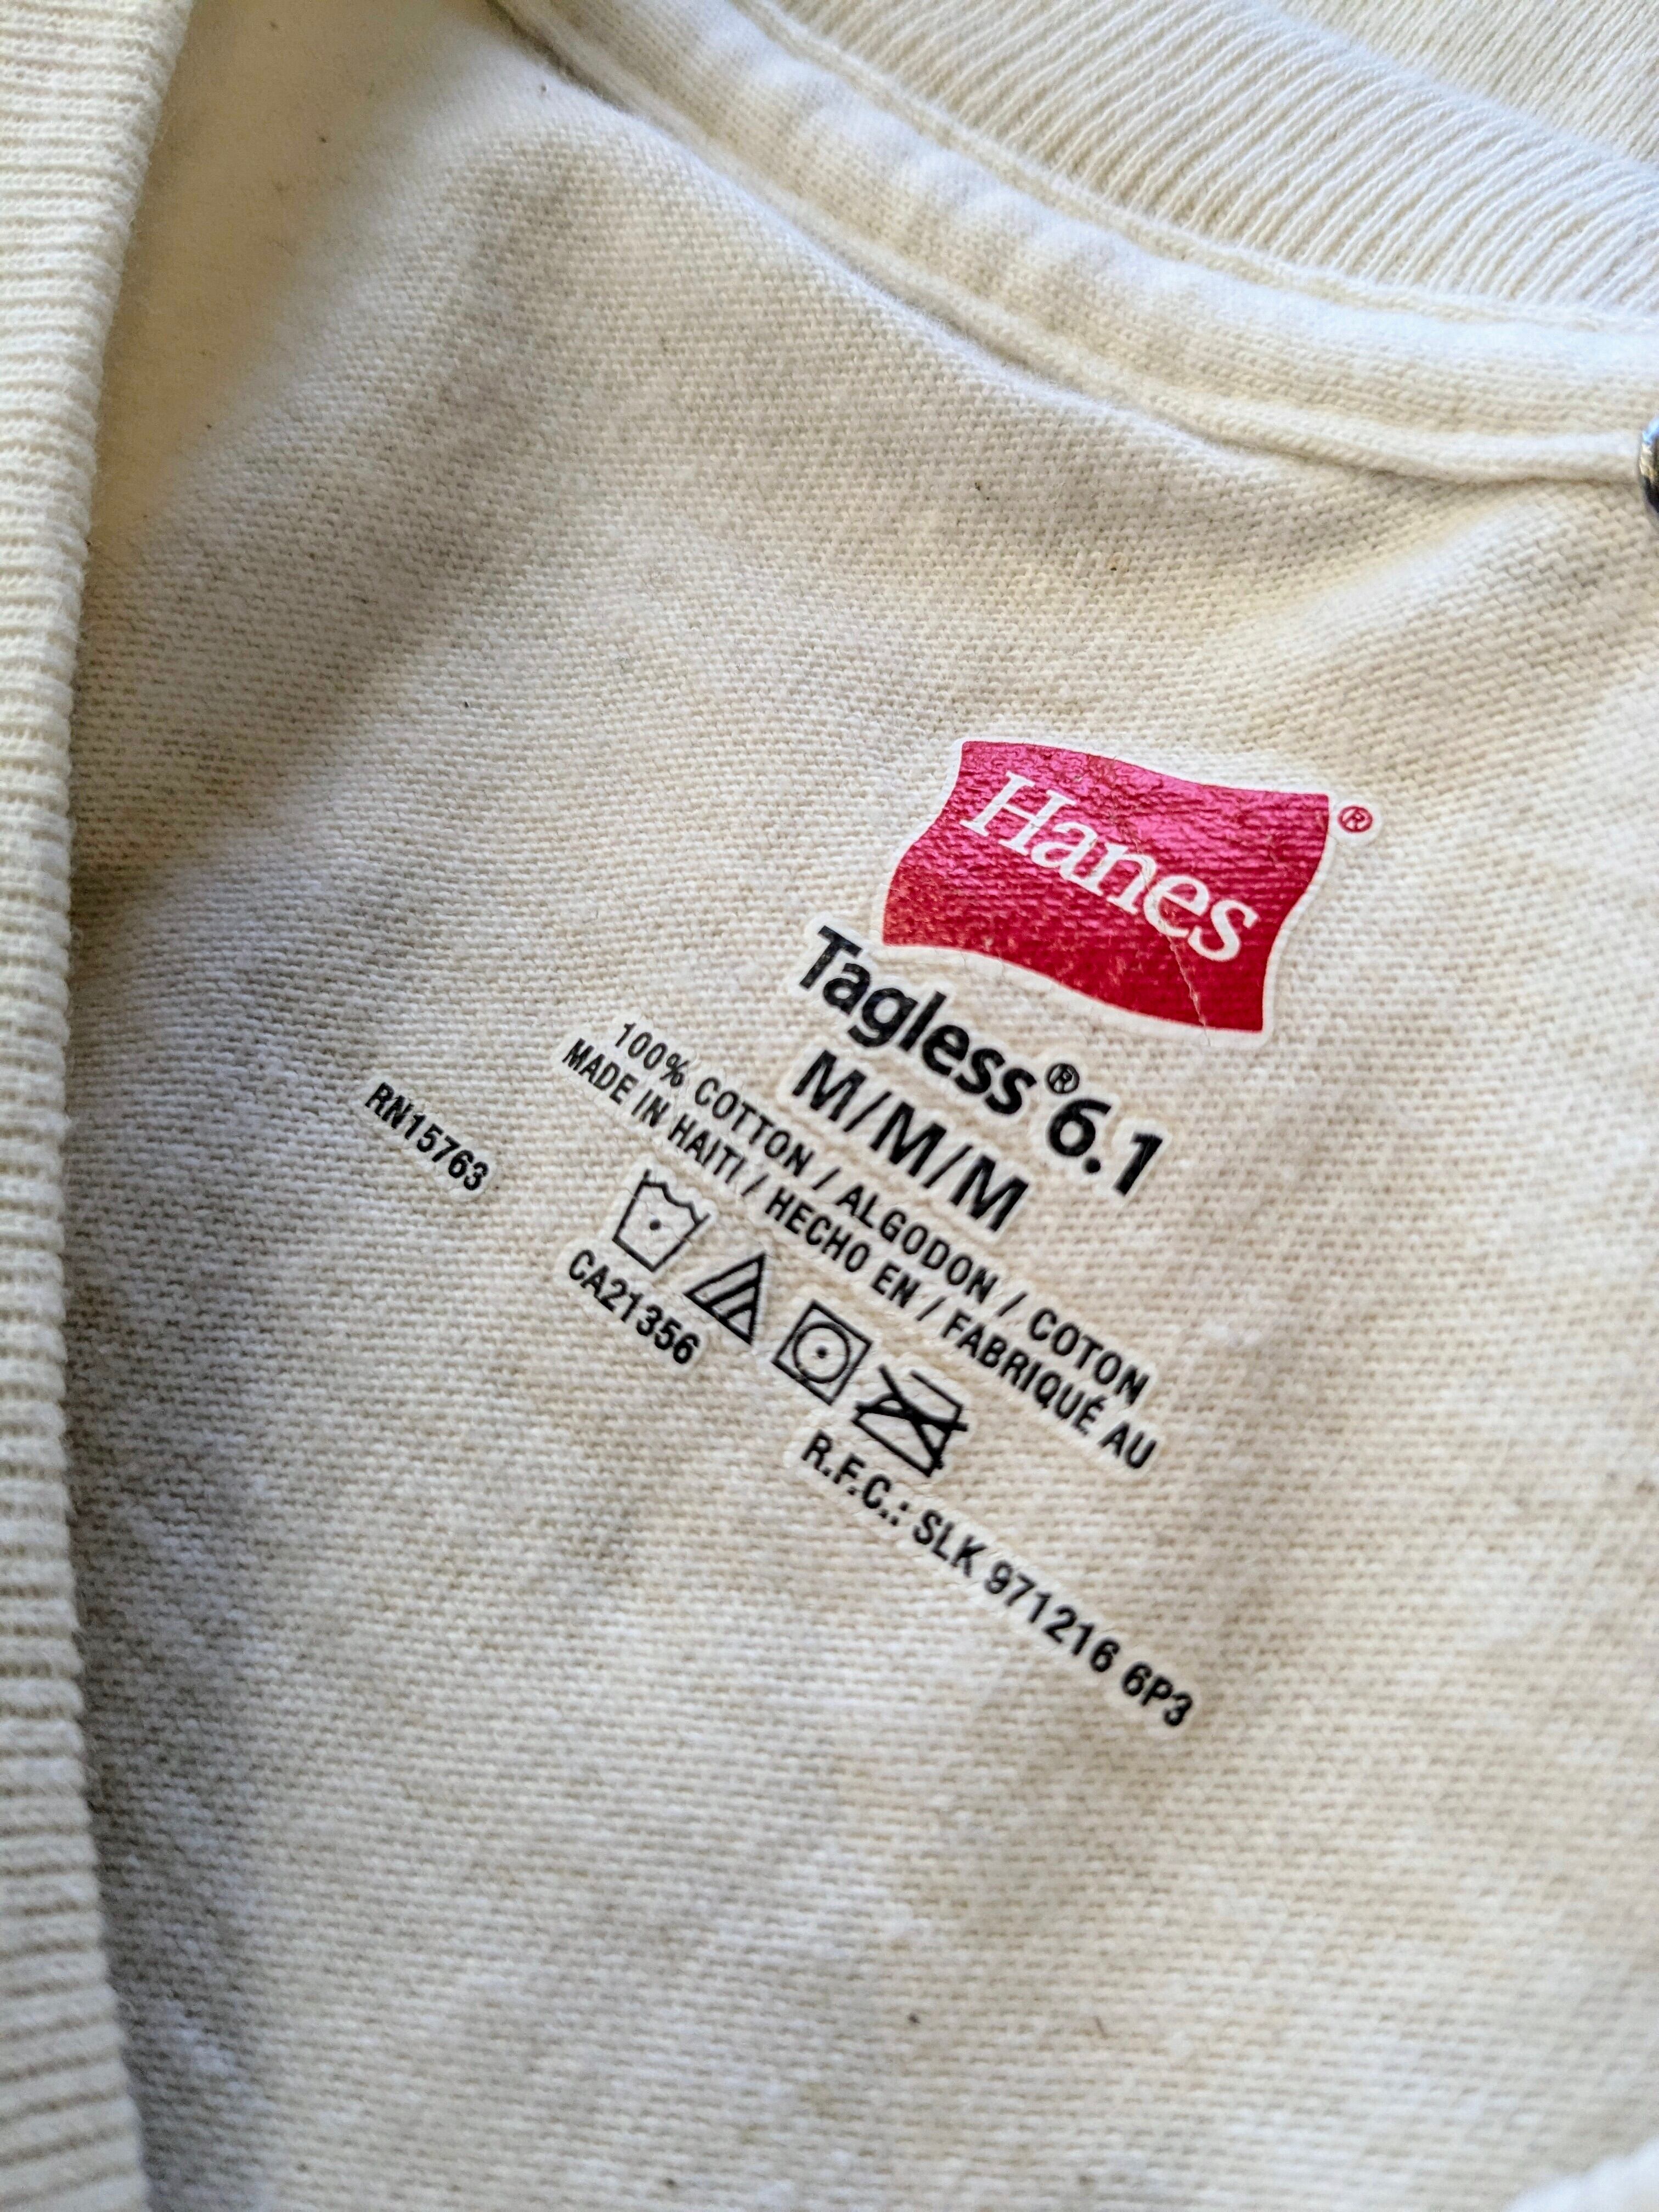 Hanes®
Tagless® 6.1
M/M/M
100% COTTON / ALGODON / COTON
MADE IN HAITI / HECHO EN / FABRIQUÉ AU
RN15763
CA21356
R.F.C.: SLK 971216 6P3